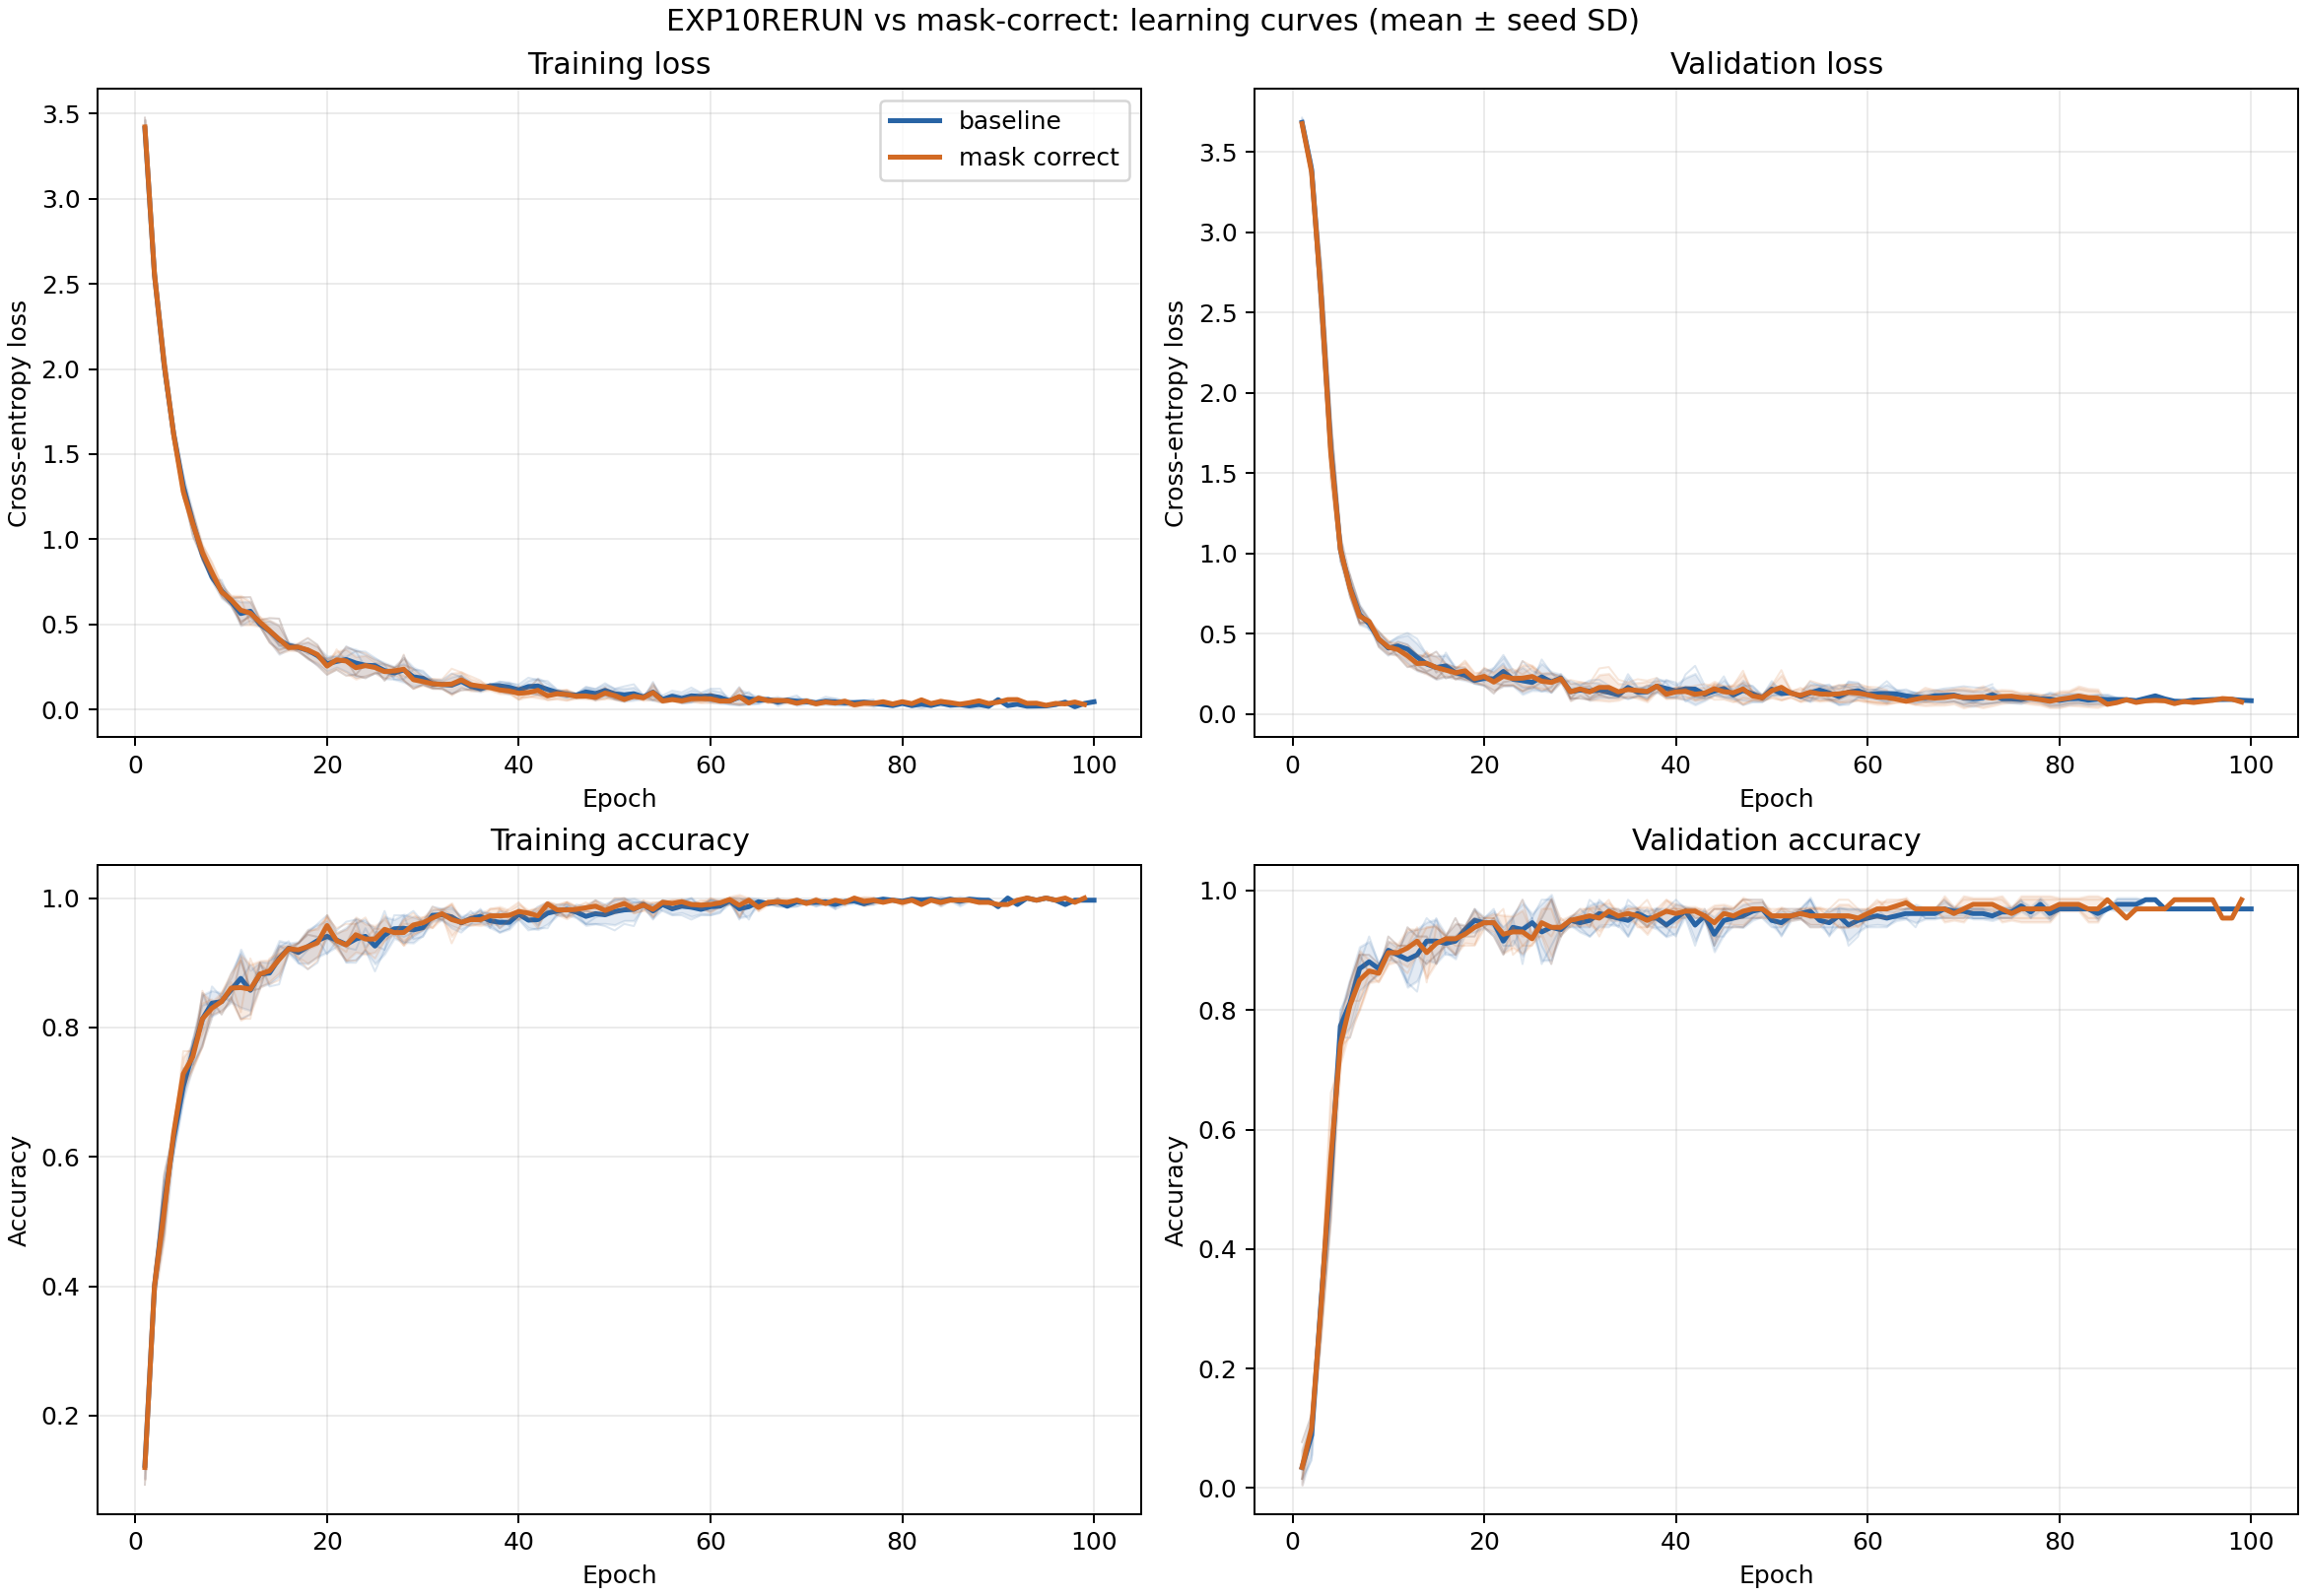 EXP10RERUN vs mask-correct: learning curves (mean ± seed SD)
Training loss
Cross-entropy loss
3.5
3.0
2.5
2.0
1.5
1.0
0.5
0.0
baseline
mask correct
0 20 40 60 80 100
Epoch
Validation loss
Cross-entropy loss
3.5
3.0
2.5
2.0
1.5
1.0
0.5
0.0
0 20 40 60 80 100
Epoch
Training accuracy
Accuracy
1.0
0.8
0.6
0.4
0.2
0 20 40 60 80 100
Epoch
Validation accuracy
Accuracy
1.0
0.8
0.6
0.4
0.2
0.0
0 20 40 60 80 100
Epoch